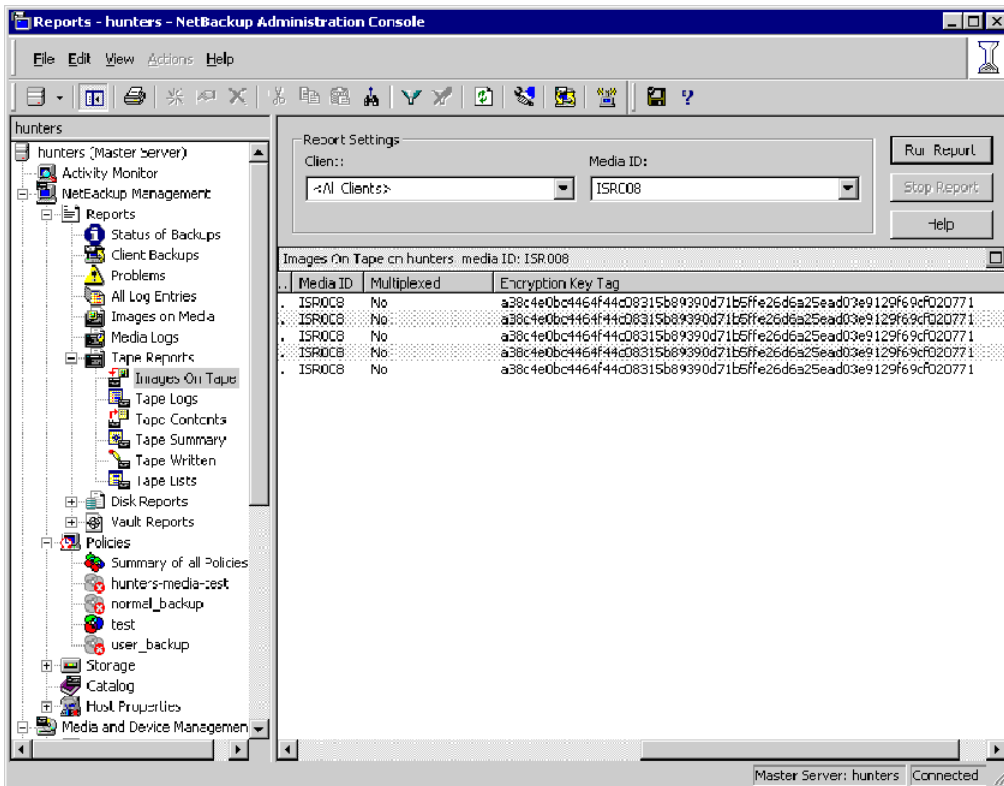 Reports - hunters - NetBackup Administration Console
File Edit View Actions Help
hunters
hunters (Master Server)
Activity Monitor
NetBackup Management
Reports
Status of Backups
Client Backups
Problems
All Log Entries
Images on Media
Media Logs
Tape Reports
Images On Tape
Tape Logs
Tape Contents
Tape Summary
Tape Written
Tape Lists
Disk Reports
Vault Reports
Policies
Summary of all Policies
hunters-media-test
normal_backup
test
user_backup
Storage
Catalog
Host Properties
Media and Device Managemen
Report Settings
Client:
Media ID:
<All Clients>
ISR008
Run Report
Stop Report
Help
Images On Tape on hunters media ID: ISR008
.. Media ID Multiplexed Encryption Key Tag
. ISR008 No a38c4e0bc4464f44d08315b89390d71b5ffe26d6a25ead03e9129f69cf020771
. ISR008 No a38c4e0bc4464f44d08315b89390d71b5ffe26d6a25ead03e9129f69cf020771
. ISR008 No a38c4e0bc4464f44d08315b89390d71b5ffe26d6a25ead03e9129f69cf020771
. ISR008 No a38c4e0bc4464f44d08315b89390d71b5ffe26d6a25ead03e9129f69cf020771
. ISR008 No a38c4e0bc4464f44d08315b89390d71b5ffe26d6a25ead03e9129f69cf020771
Master Server: hunters Connected